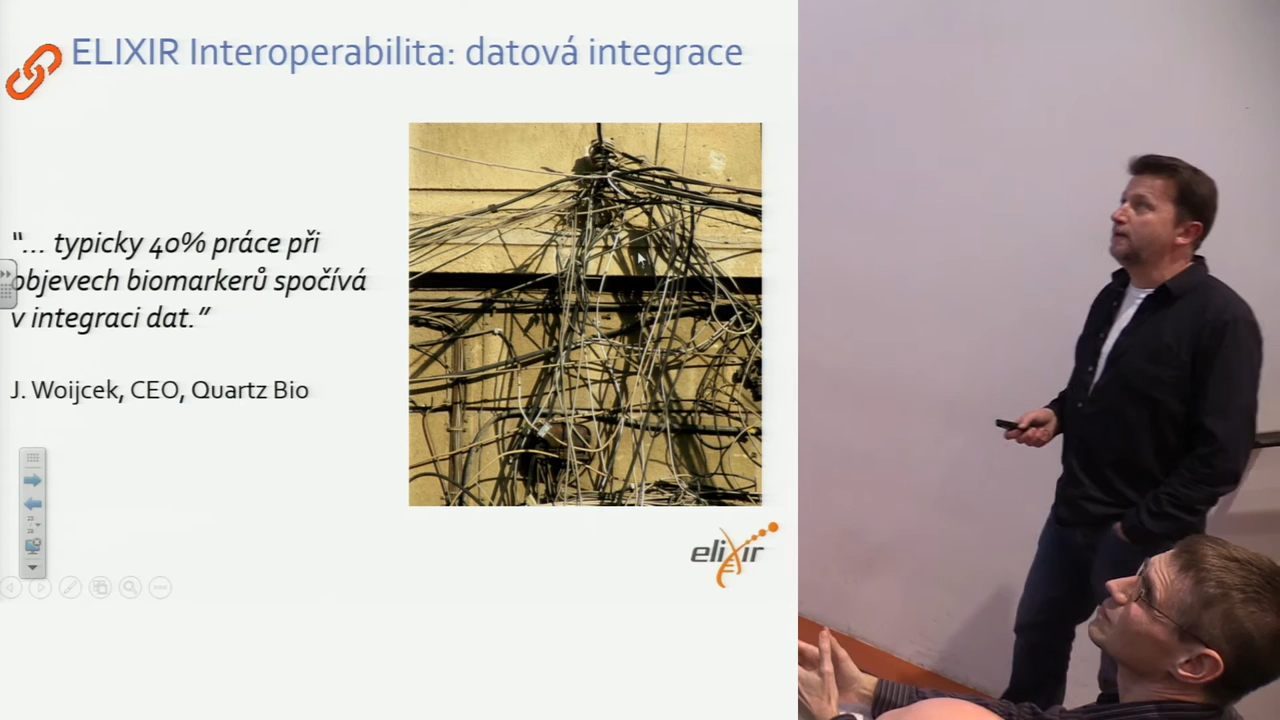 ELIXIR Interoperabilita: datová integrace
“... typicky 40% práce při
objevech biomarkerů spočívá
v integraci dat.”
J. Woijcek, CEO, Quartz Bio
elixir